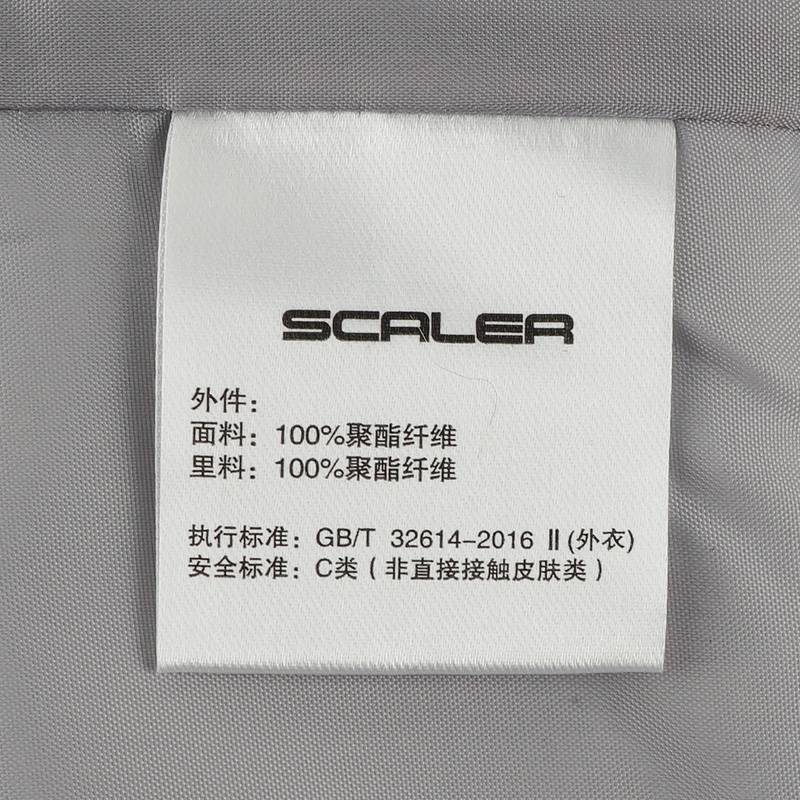 SCALER
外件：
面料：100%聚酯纤维
里料：100%聚酯纤维
执行标准：GB/T 32614-2016 Ⅱ(外衣)
安全标准：C类（非直接接触皮肤类）